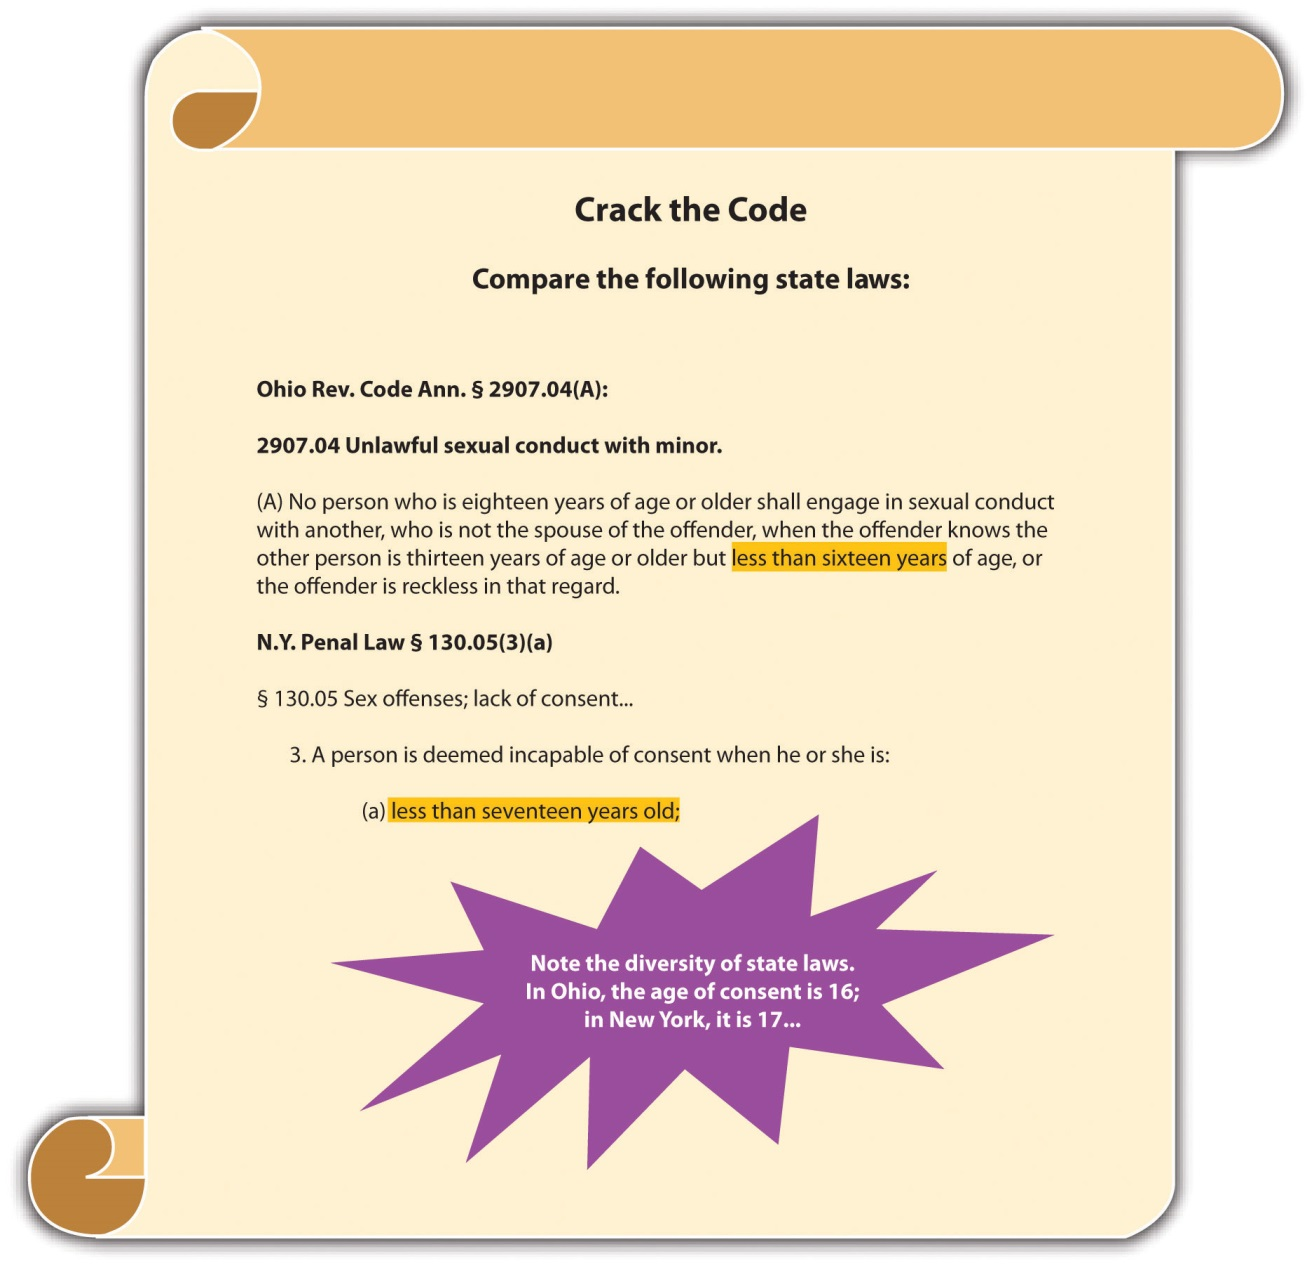 Crack the Code
Compare the following state laws:
Ohio Rev. Code Ann. § 2907.04(A):
2907.04 Unlawful sexual conduct with minor.
(A) No person who is eighteen years of age or older shall engage in sexual conduct
with another, who is not the spouse of the offender, when the offender knows the
other person is thirteen years of age or older but less than sixteen years of age, or
the offender is reckless in that regard.
N.Y. Penal Law § 130.05(3)(a)
§ 130.05 Sex offenses; lack of consent...
3. A person is deemed incapable of consent when he or she is:
(a) less than seventeen years old;
Note the diversity of state laws.
In Ohio, the age of consent is 16;
in New York, it is 17...